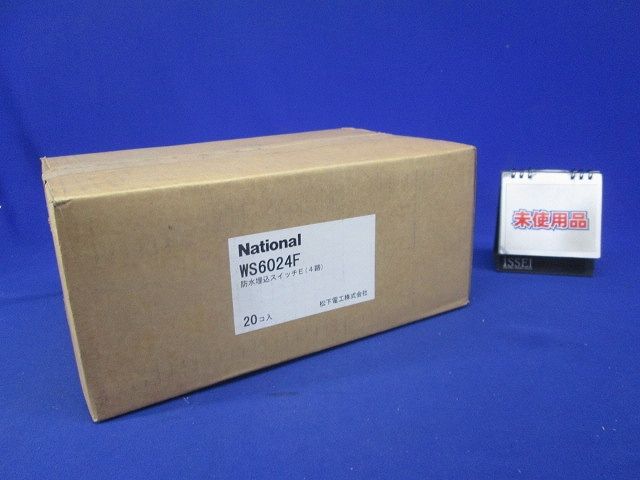 National
WS6024F
防水埋込スイッチE(4路)
20コ入
松下電工株式会社
未使用品
ISSEI